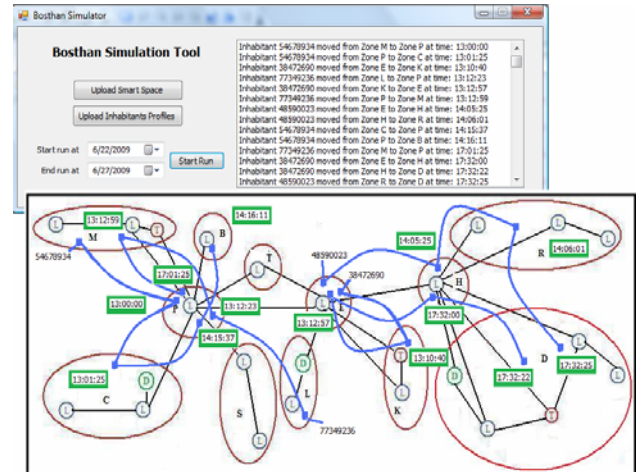 Bosthan Simulator
Bosthan Simulation Tool
Upload Smart Space
Upload Inhabitants Profiles
Start run at 6/22/2009
End run at 6/27/2009
Start Run
Inhabitant 54678934 moved from Zone M to Zone P at time: 13:00:00
Inhabitant 54678934 moved from Zone P to Zone C at time: 13:01:25
Inhabitant 38472690 moved from Zone E to Zone K at time: 13:10:40
Inhabitant 77349236 moved from Zone L to Zone P at time: 13:12:23
Inhabitant 38472690 moved from Zone K to Zone E at time: 13:12:57
Inhabitant 77349236 moved from Zone P to Zone M at time: 13:12:59
Inhabitant 48590023 moved from Zone E to Zone H at time: 14:05:25
Inhabitant 48590023 moved from Zone H to Zone R at time: 14:06:01
Inhabitant 54678934 moved from Zone C to Zone P at time: 14:15:37
Inhabitant 54678934 moved from Zone P to Zone B at time: 14:16:11
Inhabitant 77349236 moved from Zone M to Zone P at time: 17:01:25
Inhabitant 38472690 moved from Zone E to Zone H at time: 17:32:00
Inhabitant 38472690 moved from Zone H to Zone D at time: 17:32:22
Inhabitant 48590023 moved from Zone R to Zone D at time: 17:32:25
L 13:12:59 L T
M
54678934
14:16:11
L B
17:01:25
13:00:00
P L
13:12:23
14:15:37
T
L
48590023
38472690
L
13:12:57
14:05:25
L
L L
R 14:06:01
L H
17:32:00
13:01:25
D
C
L L
L
S
L
D
L L
77349236
T 13:10:40
L
K
D
L
17:32:22
D
L
17:32:25
L
T
L